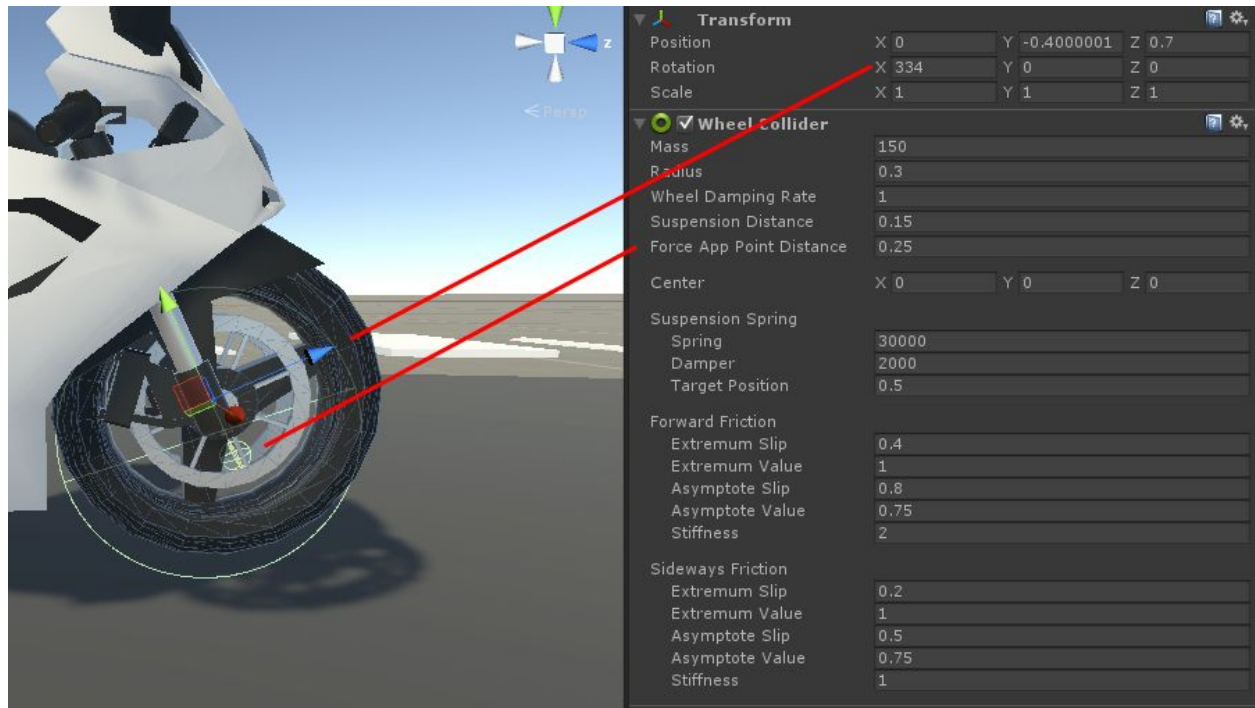 z
Persp
Transform
Position X 0 Y -0.4000001 Z 0.7
Rotation X 334 Y 0 Z 0
Scale X 1 Y 1 Z 1
Wheel Collider
Mass 150
Radius 0.3
Wheel Damping Rate 1
Suspension Distance 0.15
Force App Point Distance 0.25
Center X 0 Y 0 Z 0
Suspension Spring
Spring 30000
Damper 2000
Target Position 0.5
Forward Friction
Extremum Slip 0.4
Extremum Value 1
Asymptote Slip 0.8
Asymptote Value 0.75
Stiffness 2
Sideways Friction
Extremum Slip 0.2
Extremum Value 1
Asymptote Slip 0.5
Asymptote Value 0.75
Stiffness 1